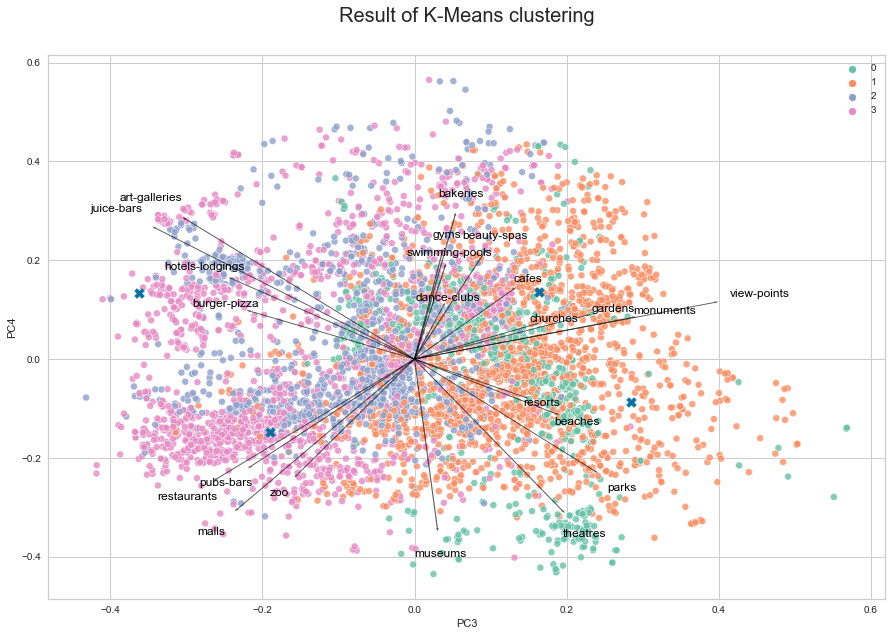 Result of K-Means clustering
0
1
2
3
0.6
0.4
0.2
0.0
−0.2
−0.4
PC4
bakeries
art-galleries
juice-bars
gyms
beauty-spas
swimming-pools
hotels-lodgings
cafes
view-points
burger-pizza
dance-clubs
gardens
monuments
churches
resorts
beaches
pubs-bars
zoo
restaurants
parks
malls
theatres
museums
−0.4
−0.2
0.0
0.2
0.4
0.6
PC3